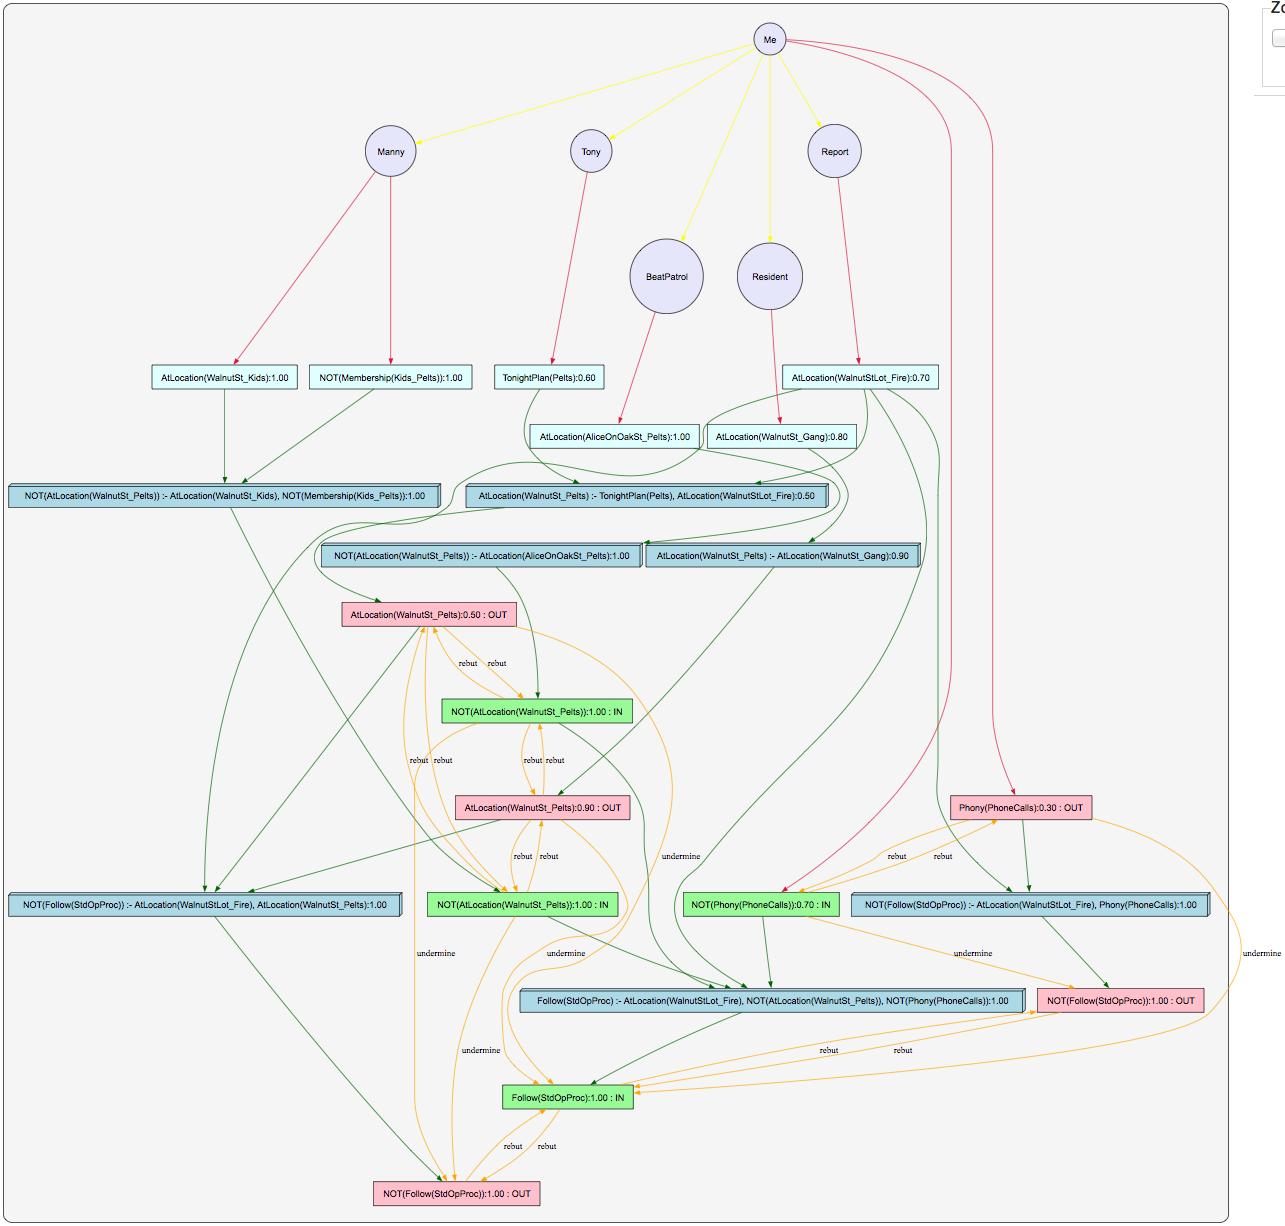 Zo
Me
Manny
Tony
Report
BeatPatrol
Resident
AtLocation(WalnutSt_Kids):1.00
NOT(Membership(Kids_Pelts)):1.00
TonightPlan(Pelts):0.60
AtLocation(WalnutStLot_Fire):0.70
AtLocation(AliceOnOakSt_Pelts):1.00
AtLocation(WalnutSt_Gang):0.80
NOT(AtLocation(WalnutSt_Pelts)) :- AtLocation(WalnutSt_Kids), NOT(Membership(Kids_Pelts)):1.00
AtLocation(WalnutSt_Pelts) :- TonightPlan(Pelts), AtLocation(WalnutStLot_Fire):0.50
NOT(AtLocation(WalnutSt_Pelts)) :- AtLocation(AliceOnOakSt_Pelts):1.00
AtLocation(WalnutSt_Pelts) :- AtLocation(WalnutSt_Gang):0.90
AtLocation(WalnutSt_Pelts):0.50 : OUT
rebut
rebut
NOT(AtLocation(WalnutSt_Pelts)):1.00 : IN
rebut
rebut
rebut
rebut
AtLocation(WalnutSt_Pelts):0.90 : OUT
Phony(PhoneCalls):0.30 : OUT
rebut
rebut
undermine
rebut
rebut
NOT(Follow(StdOpProc)) :- AtLocation(WalnutStLot_Fire), AtLocation(WalnutSt_Pelts):1.00
NOT(AtLocation(WalnutSt_Pelts)):1.00 : IN
NOT(Phony(PhoneCalls)):0.70 : IN
NOT(Follow(StdOpProc)) :- AtLocation(WalnutStLot_Fire), Phony(PhoneCalls):1.00
undermine
undermine
undermine
undermine
Follow(StdOpProc) :- AtLocation(WalnutStLot_Fire), NOT(AtLocation(WalnutSt_Pelts)), NOT(Phony(PhoneCalls)):1.00
NOT(Follow(StdOpProc)):1.00 : OUT
undermine
rebut
rebut
Follow(StdOpProc):1.00 : IN
rebut
rebut
NOT(Follow(StdOpProc)):1.00 : OUT